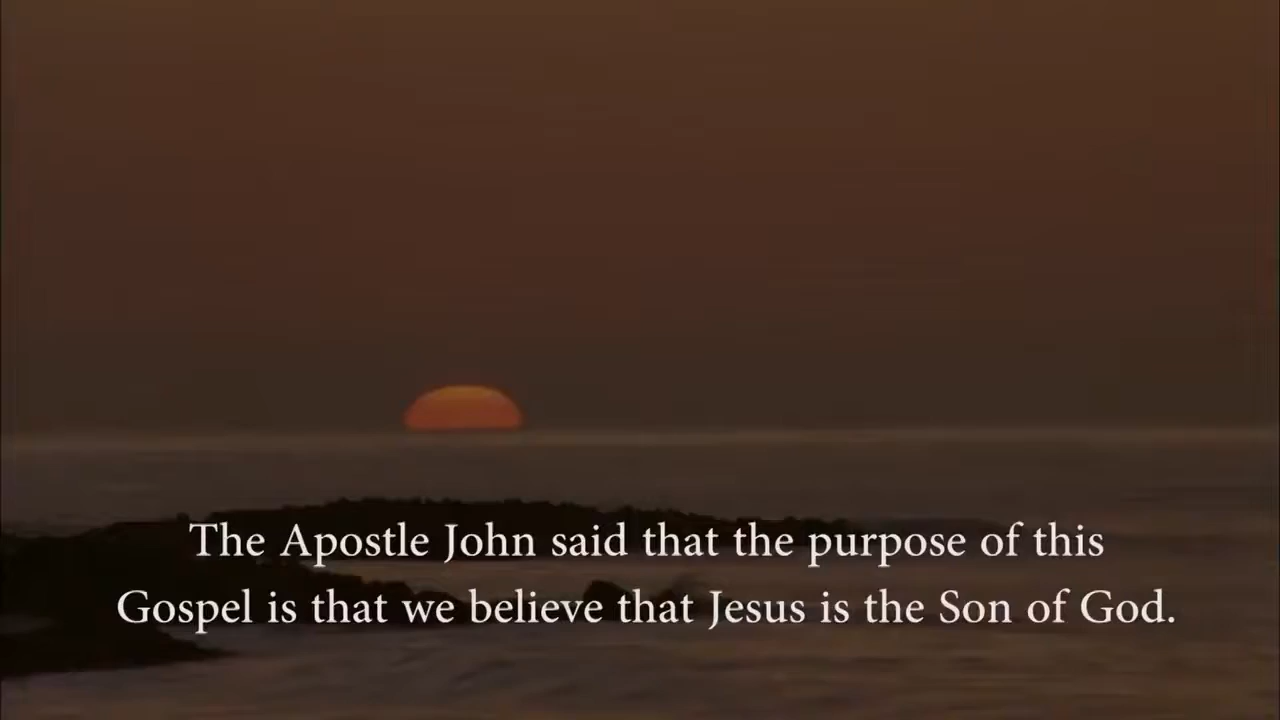 The Apostle John said that the purpose of this
Gospel is that we believe that Jesus is the Son of God.